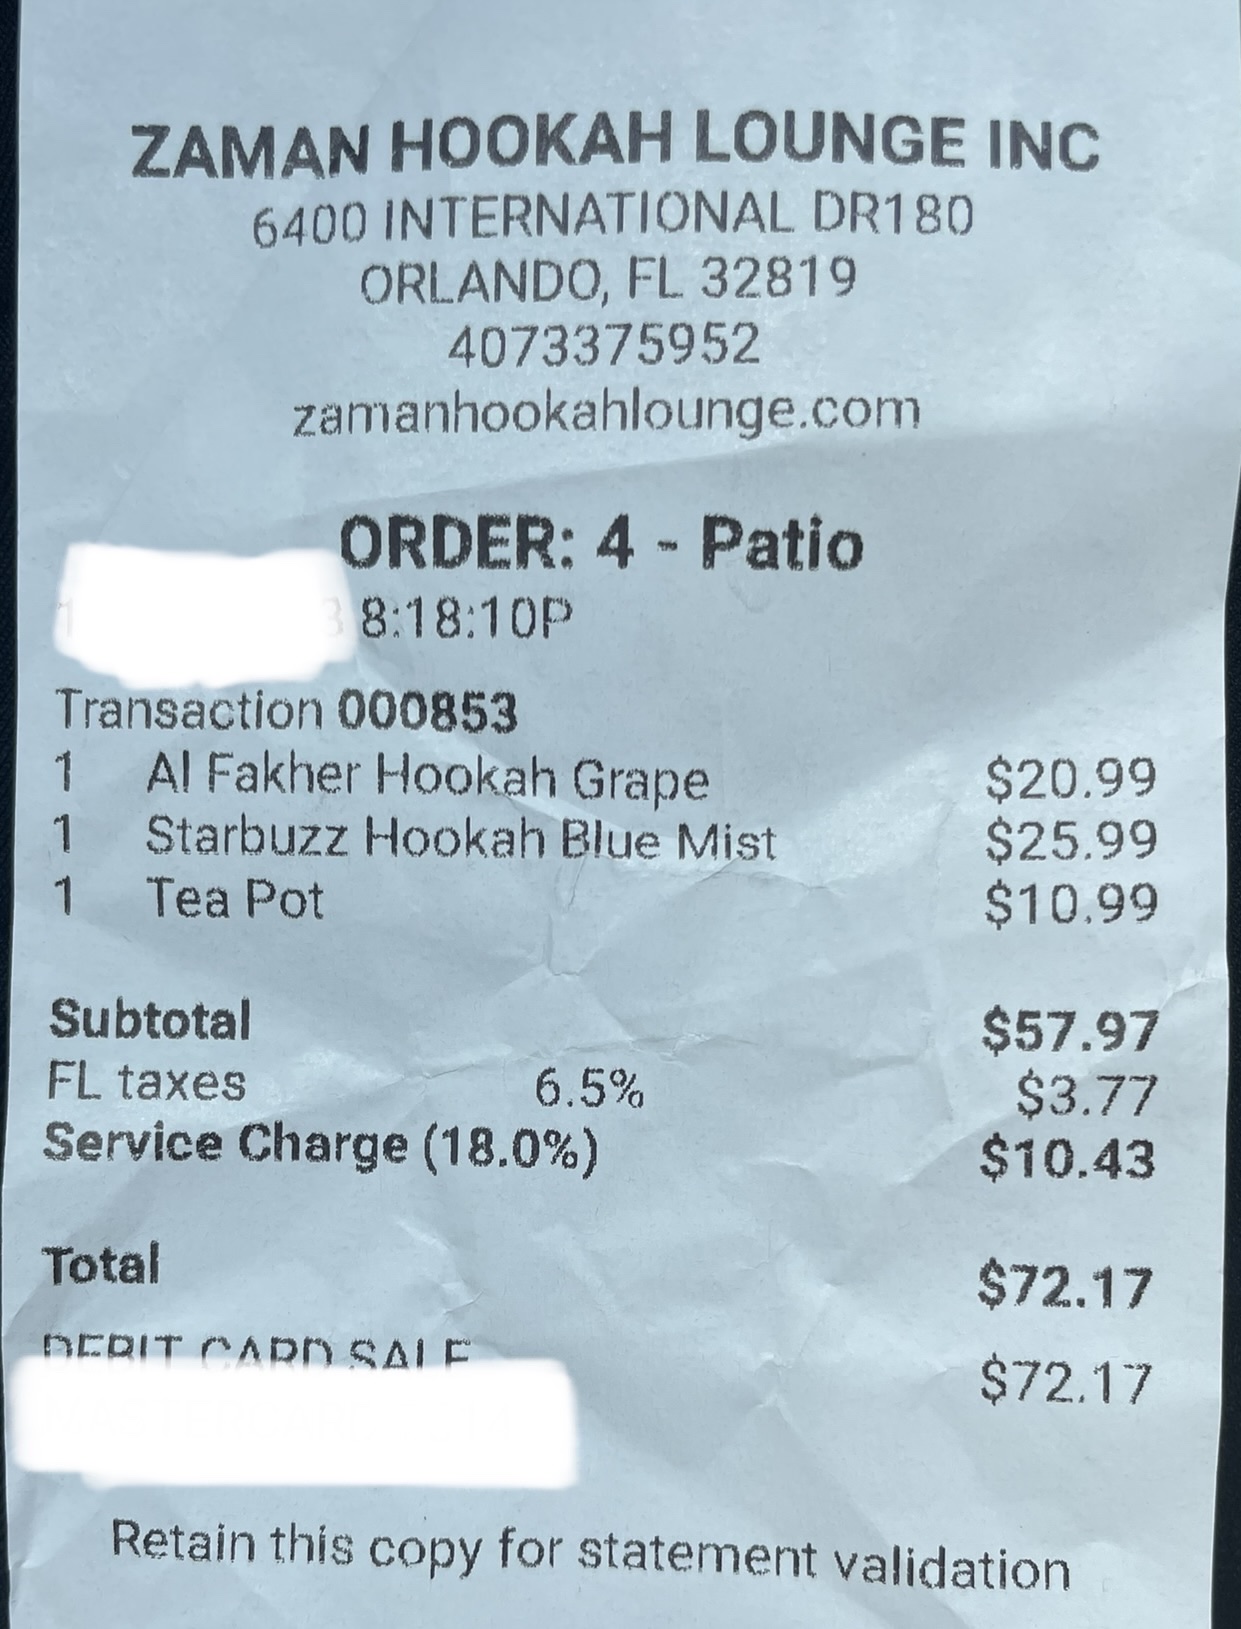 ZAMAN HOOKAH LOUNGE INC
6400 INTERNATIONAL DR180
ORLANDO, FL 32819
4073375952
zamanhookahlounge.com
ORDER: 4 - Patio
8:18:10P
Transaction 000853
1 Al Fakher Hookah Grape $20.99
1 Starbuzz Hookah Blue Mist $25.99
1 Tea Pot $10.99
Subtotal $57.97
FL taxes 6.5% $3.77
Service Charge (18.0%) $10.43
Total $72.17
DEBIT CARD SALE $72.17
Retain this copy for statement validation